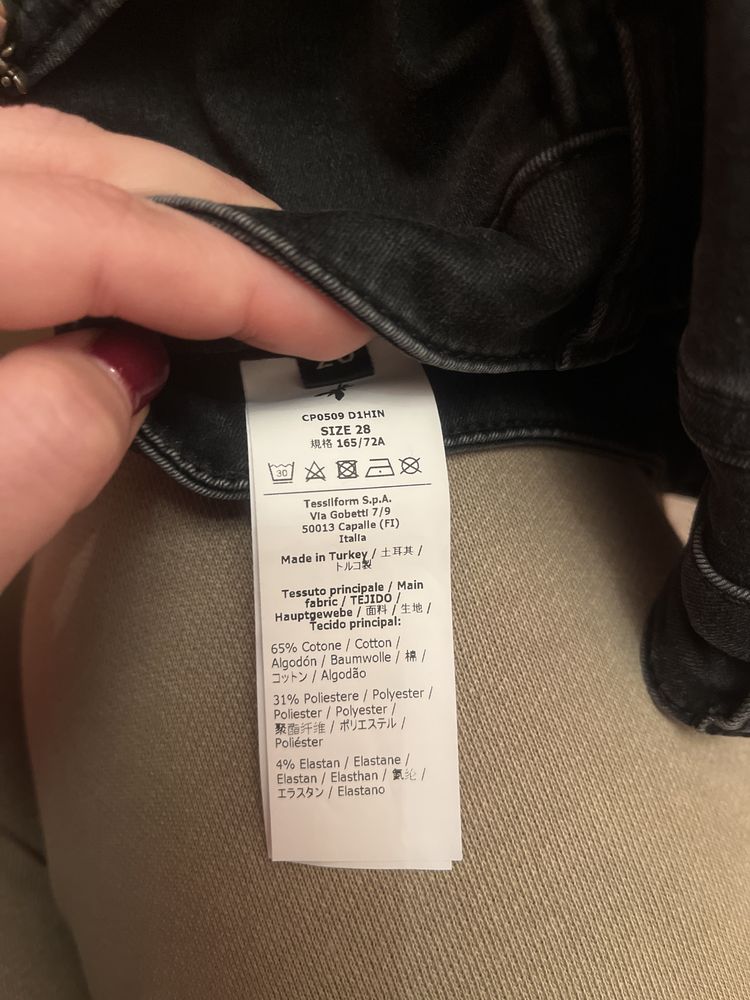 CP0509 D1HIN
SIZE 28
規格 165/72A
30
Tessilform S.p.A.
Via Gobetti 7/9
50013 Capalle (FI)
Italia
Made in Turkey / 土耳其 /
トルコ製
Tessuto principale / Main
fabric / TEJIDO /
Hauptgewebe / 面料 / 生地 /
Tecido principal:
65% Cotone / Cotton /
Algodón / Baumwolle / 棉 /
コットン / Algodão
31% Poliestere / Polyester /
Poliester / Polyester /
聚酯纤维 / ポリエステル /
Poliéster
4% Elastan / Elastane /
Elastan / Elasthan / 氨纶 /
エラスタン / Elastano